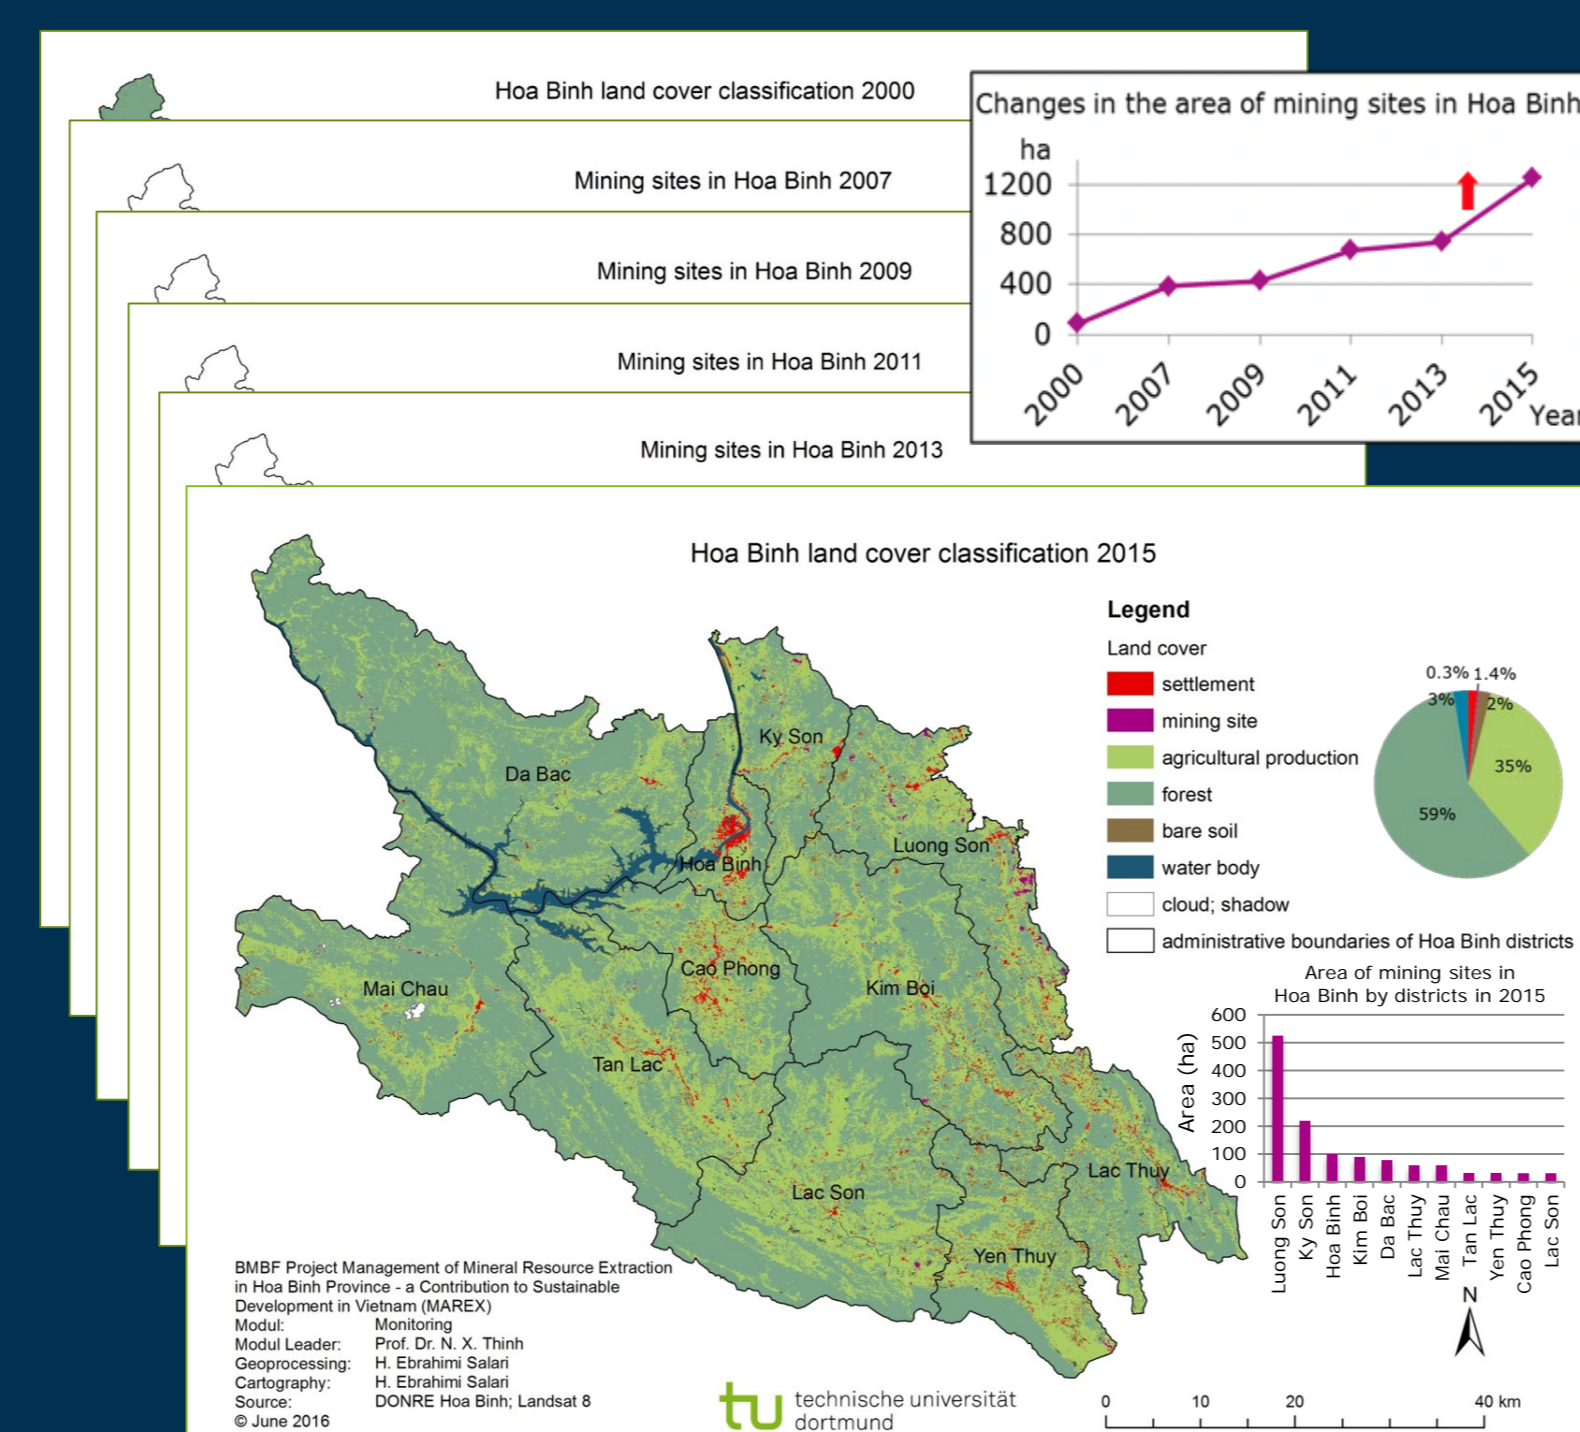 Hoa Binh land cover classification 2000
Mining sites in Hoa Binh 2007
Mining sites in Hoa Binh 2009
Mining sites in Hoa Binh 2011
Mining sites in Hoa Binh 2013
Changes in the area of mining sites in Hoa Binh
ha
1200
800
400
0
2000
2007
2009
2011
2013
2015
Year
Hoa Binh land cover classification 2015
Legend
Land cover
settlement
mining site
agricultural production
forest
bare soil
water body
cloud; shadow
administrative boundaries of Hoa Binh districts
0.3%
1.4%
3%
2%
35%
59%
Da Bac
Ky Son
Luong Son
Hoa Binh
Cao Phong
Kim Boi
Mai Chau
Tan Lac
Lac Son
Lac Thuy
Yen Thuy
Area of mining sites in
Hoa Binh by districts in 2015
Area (ha)
600
500
400
300
200
100
0
Luong Son
Ky Son
Hoa Binh
Kim Boi
Da Bac
Lac Thuy
Mai Chau
Tan Lac
Yen Thuy
Cao Phong
Lac Son
N
0 10 20 40 km
BMBF Project Management of Mineral Resource Extraction
in Hoa Binh Province - a Contribution to Sustainable
Development in Vietnam (MAREX)
Modul: Monitoring
Modul Leader: Prof. Dr. N. X. Thinh
Geoprocessing: H. Ebrahimi Salari
Cartography: H. Ebrahimi Salari
Source: DONRE Hoa Binh; Landsat 8
© June 2016
tu technische universität
dortmund